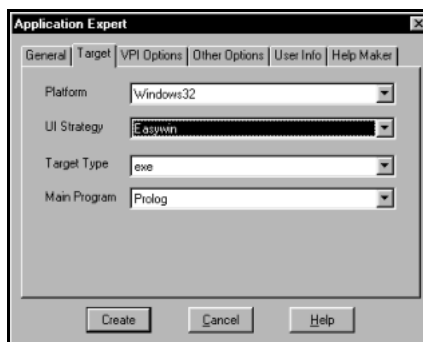 Application Expert
General Target VPI Options Other Options User Info Help Maker
Platform Windows32
UI Strategy Easywin
Target Type exe
Main Program Prolog
Create Cancel Help